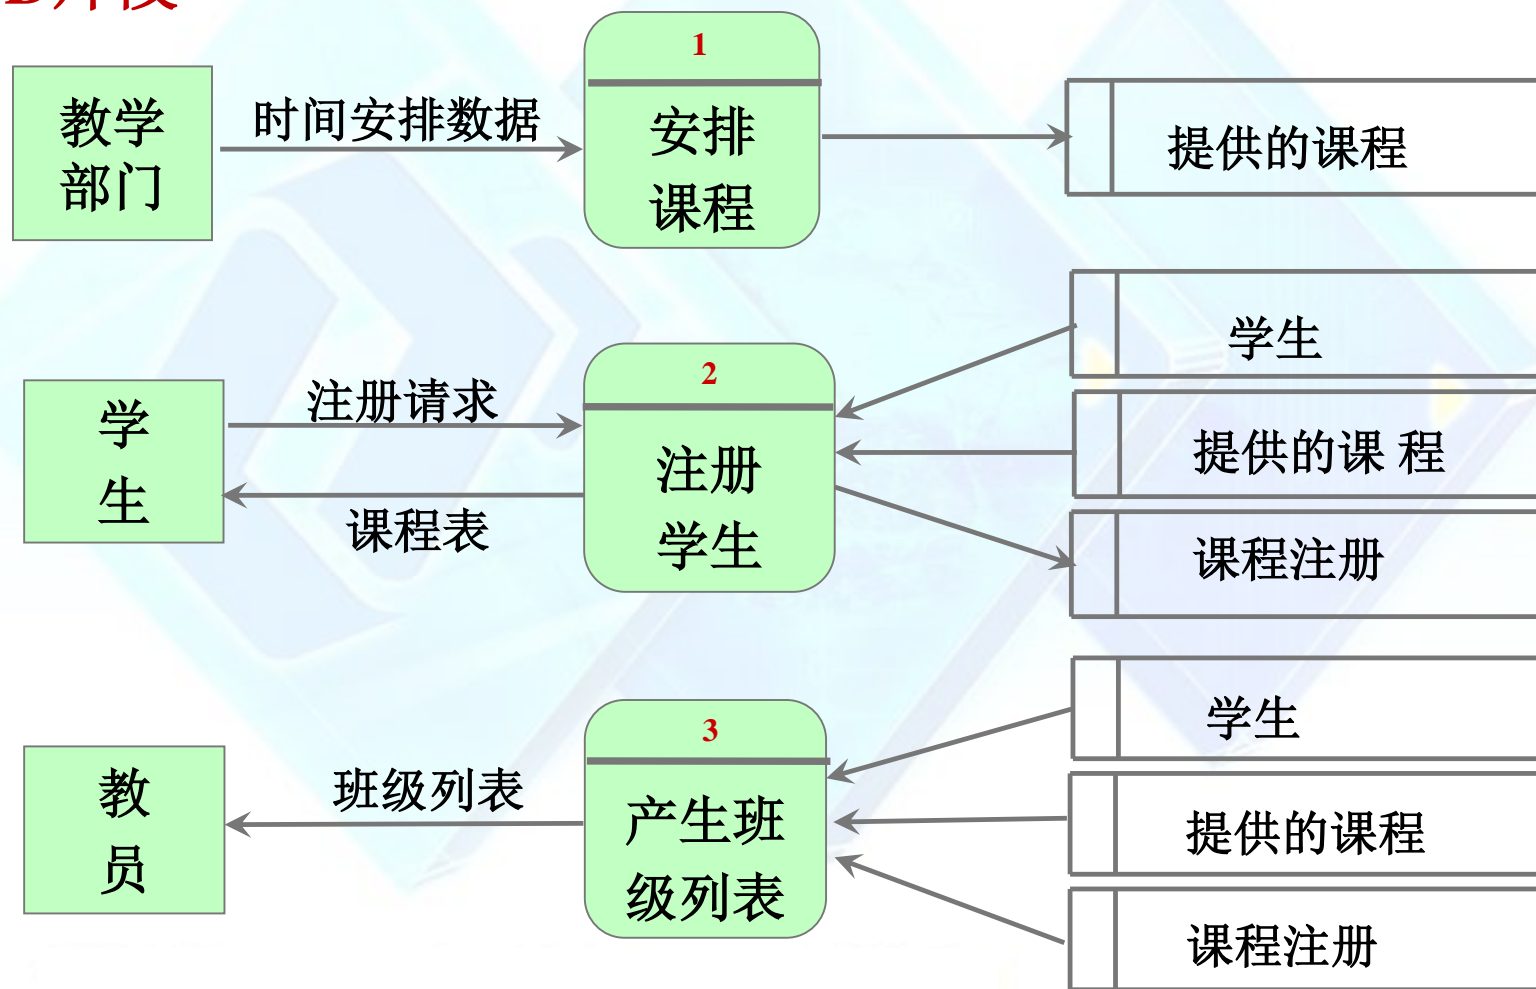 1
教学
部门
时间安排数据
安排
课程
提供的课程
学生
2
学
生
注册请求
课程表
注册
学生
提供的课 程
课程注册
3
学生
教
员
班级列表
产生班
级列表
提供的课程
课程注册